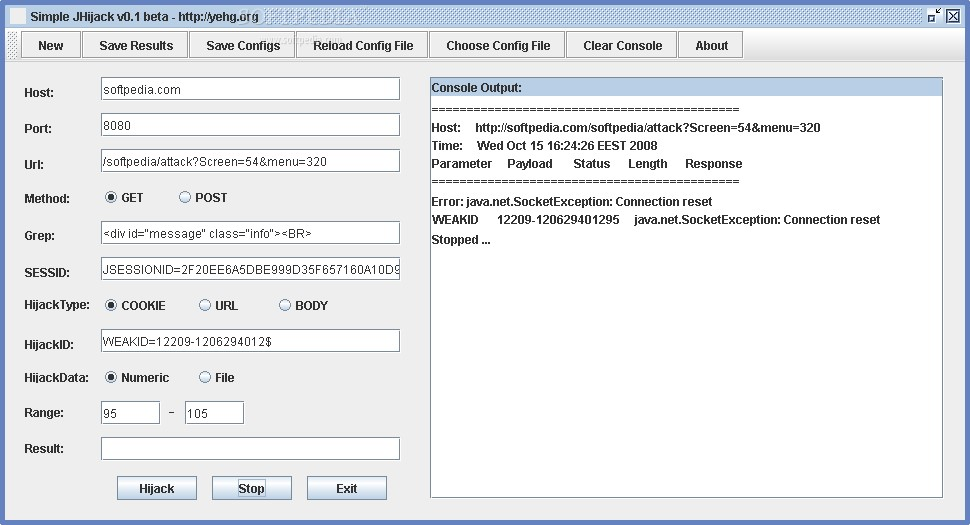 Simple JHijack v0.1 beta - http://yehg.org
SOFTPEDIA
New Save Results Save Configs Reload Config File Choose Config File Clear Console About
Host: softpedia.com
Port: 8080
Url: /softpedia/attack?Screen=54&menu=320
Method: GET POST
Grep: <div id="message" class="info"><BR>
SESSID: JSESSIONID=2F20EE6A5DBE999D35F657160A10D9
HijackType: COOKIE URL BODY
HijackID: WEAKID=12209-1206294012$
HijackData: Numeric File
Range: 95 - 105
Result:
Hijack Stop Exit
Console Output:
============================================
Host: http://softpedia.com/softpedia/attack?Screen=54&menu=320
Time: Wed Oct 15 16:24:26 EEST 2008
Parameter Payload Status Length Response
============================================
Error: java.net.SocketException: Connection reset
WEAKID 12209-120629401295 java.net.SocketException: Connection reset
Stopped ...